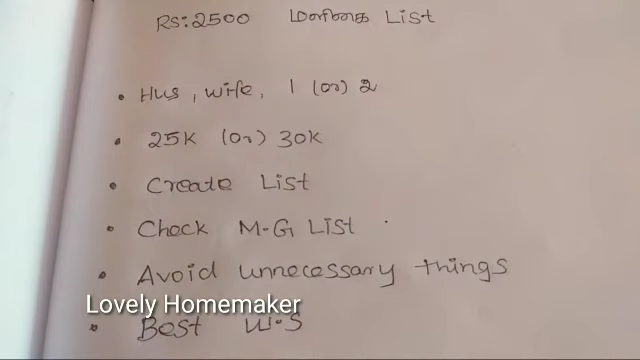 RS:2500 மளிகை List
• Hus, wife, 1 (or) 2
• 25K (or) 30K
• Create List
• Check M.G List
• Avoid unnecessary things
Lovely Homemaker
• Best W.S